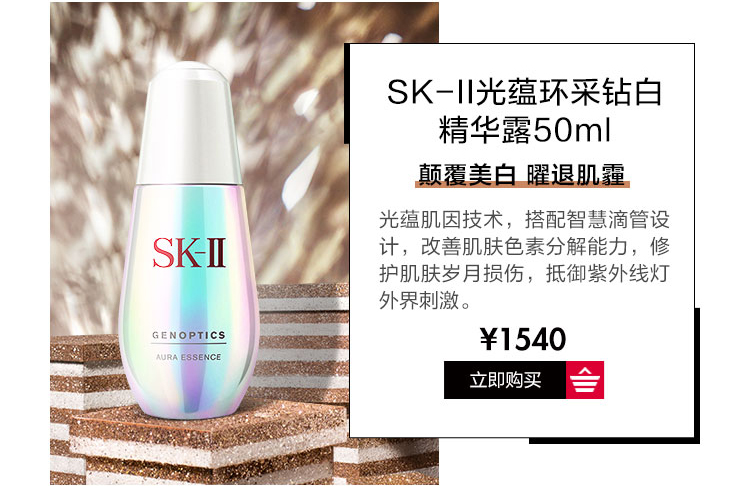 SK-II
GENOPTICS
AURA ESSENCE
SK-II光蕴环采钻白
精华露50ml
颠覆美白 曜退肌霾
光蕴肌因技术，搭配智慧滴管设
计，改善肌肤色素分解能力，修
护肌肤岁月损伤，抵御紫外线灯
外界刺激。
¥1540
立即购买